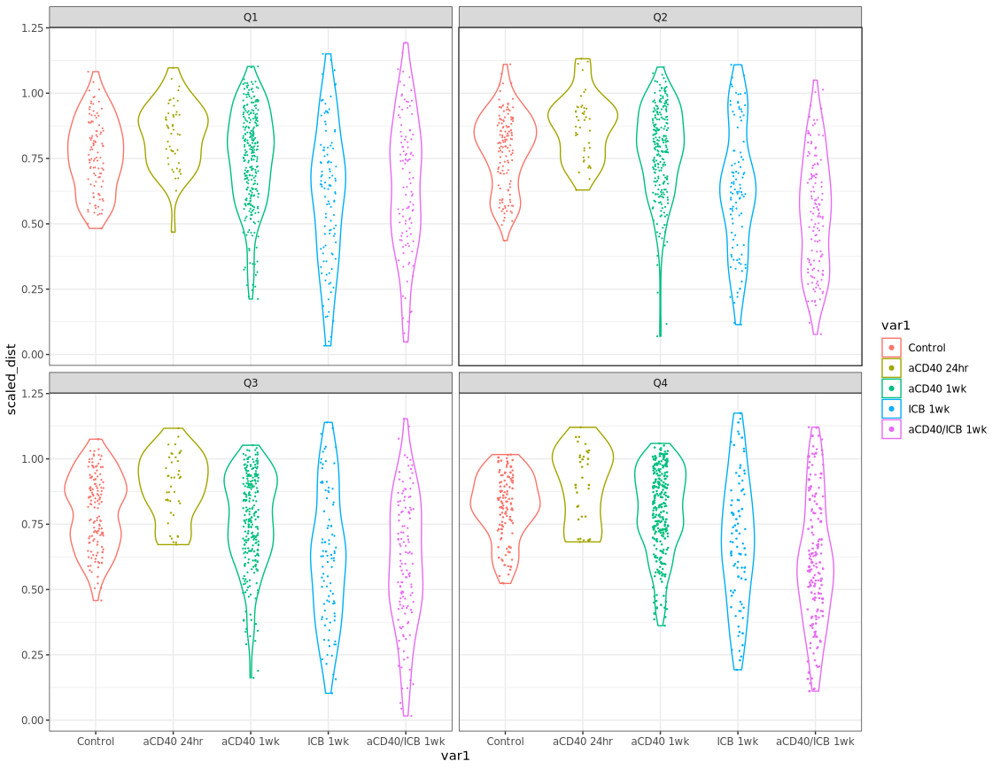 Q1
Q2
1.25
1.00
0.75
0.50
0.25
0.00
Q3
Q4
1.25
1.00
0.75
0.50
0.25
0.00
scaled_dist
Control aCD40 24hr aCD40 1wk ICB 1wk aCD40/ICB 1wk
Control aCD40 24hr aCD40 1wk ICB 1wk aCD40/ICB 1wk
var1
var1
Control
aCD40 24hr
aCD40 1wk
ICB 1wk
aCD40/ICB 1wk